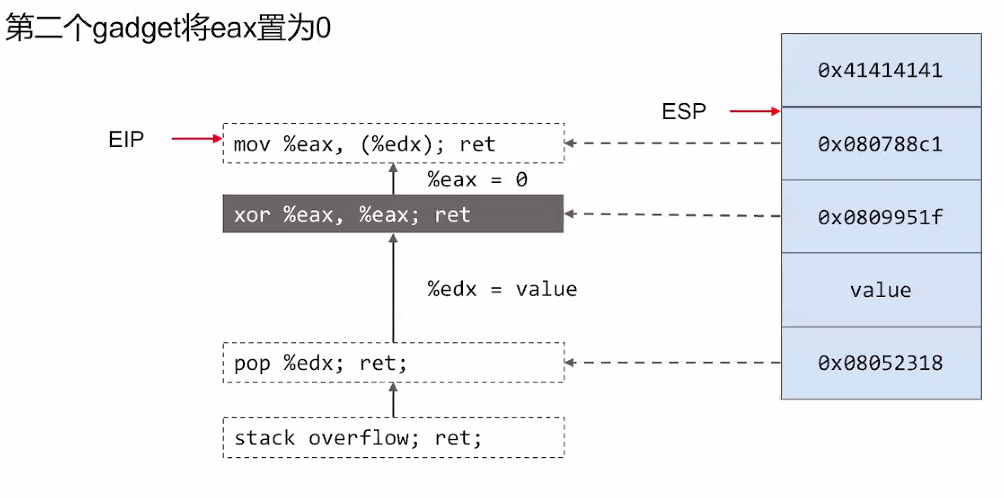 第二个gadget将eax置为0
0x41414141
ESP
EIP
mov %eax, (%edx); ret
0x080788c1
%eax = 0
xor %eax, %eax; ret
0x0809951f
%edx = value
value
pop %edx; ret;
0x08052318
stack overflow; ret;